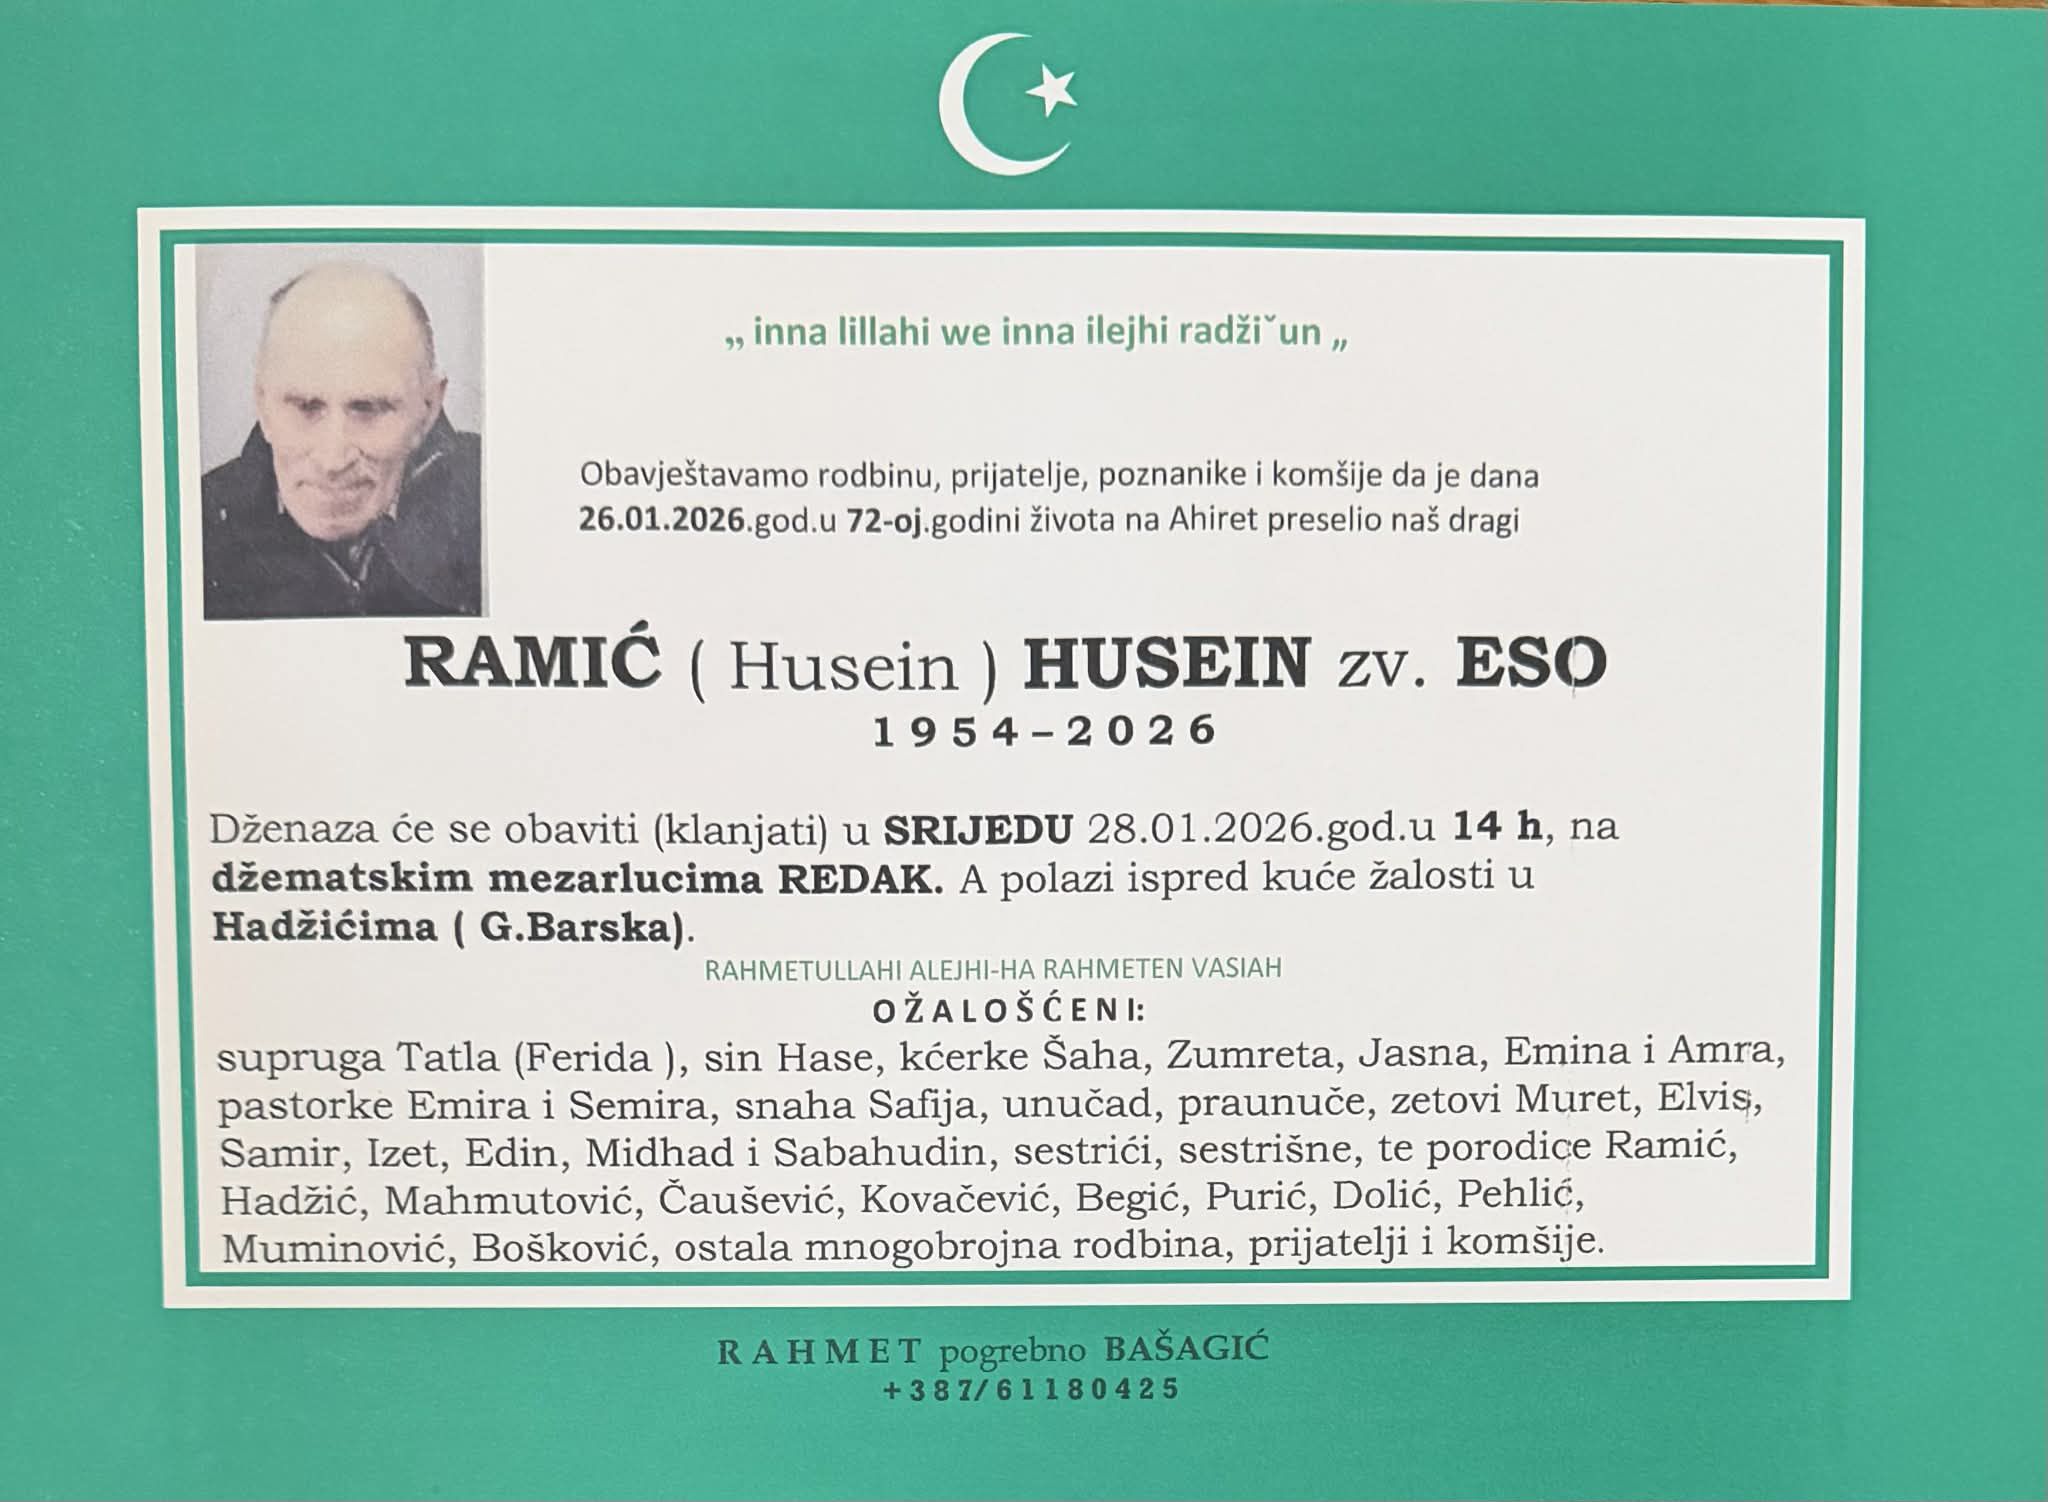 „ inna lillahi we inna ilejhi radžiˇun „
Obavještavamo rodbinu, prijatelje, poznanike i komšije da je dana
26.01.2026.god.u 72-oj.godini života na Ahiret preselio naš dragi
RAMIĆ ( Husein ) HUSEIN zv. ESO
1954–2026
Dženaza će se obaviti (klanjati) u SRIJEDU 28.01.2026.god.u 14 h, na
džematskim mezarlucima REDAK. A polazi ispred kuće žalosti u
Hadžićima ( G.Barska).
RAHMETULLAHI ALEJHI-HA RAHMETEN VASIAH
OŽALOŠĆENI:
supruga Tatla (Ferida ), sin Hase, kćerke Šaha, Zumreta, Jasna, Emina i Amra,
pastorke Emira i Semira, snaha Safija, unučad, praunuče, zetovi Muret, Elvis,
Samir, Izet, Edin, Midhad i Sabahudin, sestrići, sestrišne, te porodice Ramić,
Hadžić, Mahmutović, Čaušević, Kovačević, Begić, Purić, Dolić, Pehlić,
Muminović, Bošković, ostala mnogobrojna rodbina, prijatelji i komšije.
RAHMET pogrebno BAŠAGIĆ
+387/61180425